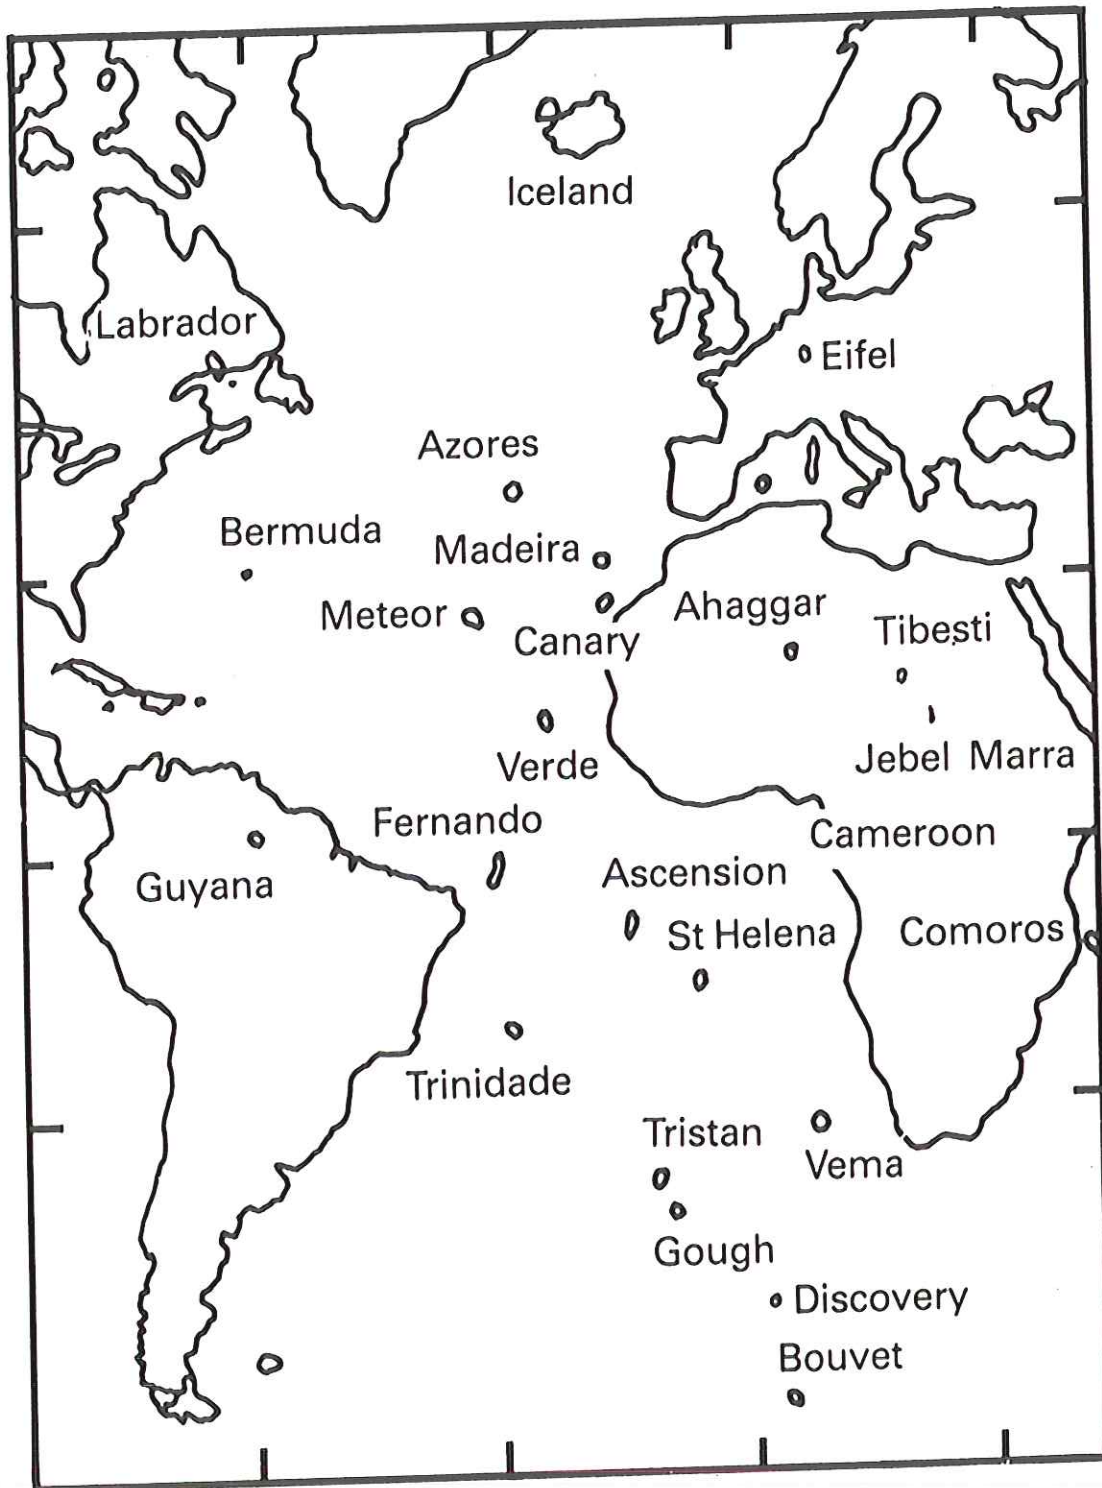 Iceland
Labrador
Eifel
Azores
Bermuda
Madeira
Meteor
Canary
Ahaggar
Tibesti
Verde
Jebel Marra
Fernando
Cameroon
Guyana
Ascension
St Helena
Comoros
Trinidade
Tristan
Vema
Gough
Discovery
Bouvet